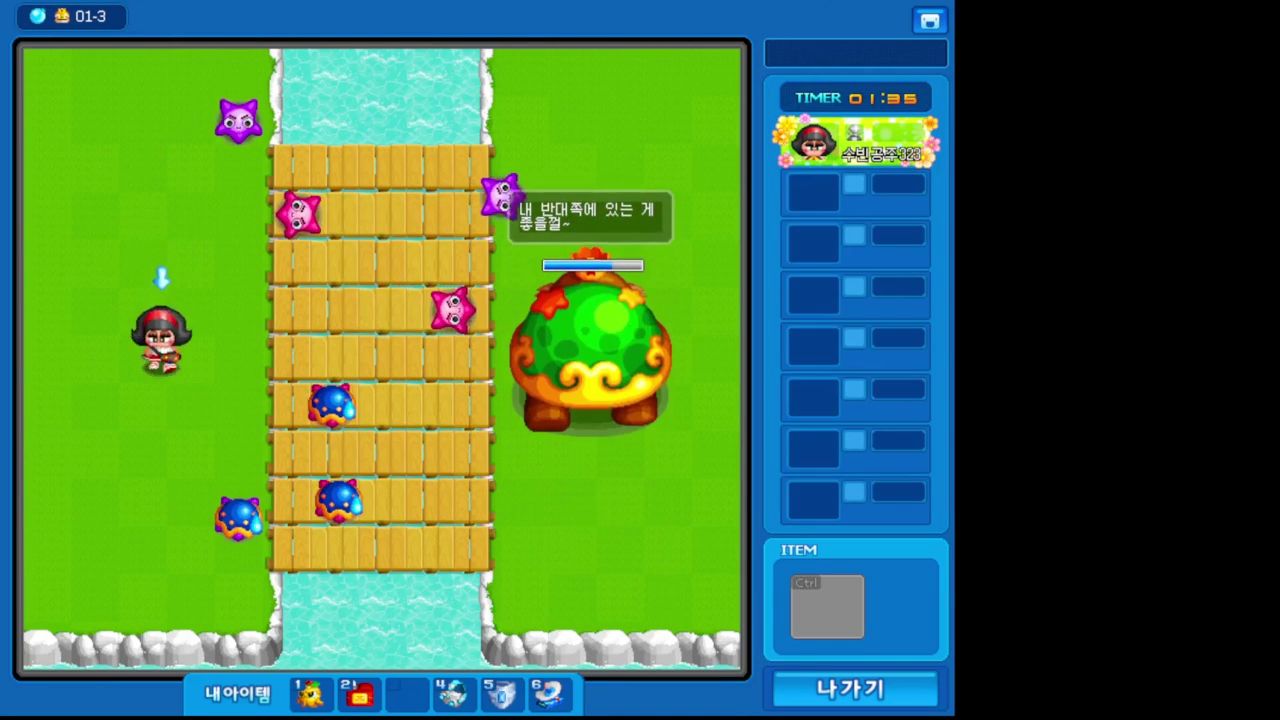 01-3
TIMER 01:35
수빈공주323
내 반대쪽에 있는 게
좋을껄~
ITEM
Ctrl
내아이템 1 2 4 5 6
나가기